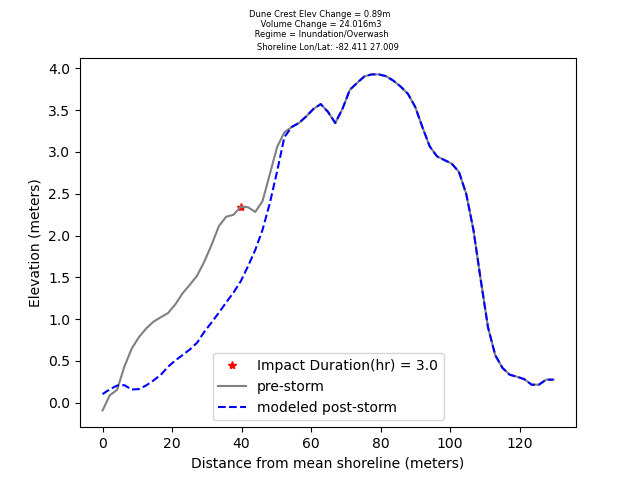 Dune Crest Elev Change = 0.89m
Volume Change = 24.016m3
Regime = Inundation/Overwash
Shoreline Lon/Lat: -82.411 27.009
4.0
3.5
3.0
2.5
2.0
1.5
1.0
0.5
0.0
Elevation (meters)
Impact Duration(hr) = 3.0
pre-storm
modeled post-storm
0 20 40 60 80 100 120
Distance from mean shoreline (meters)